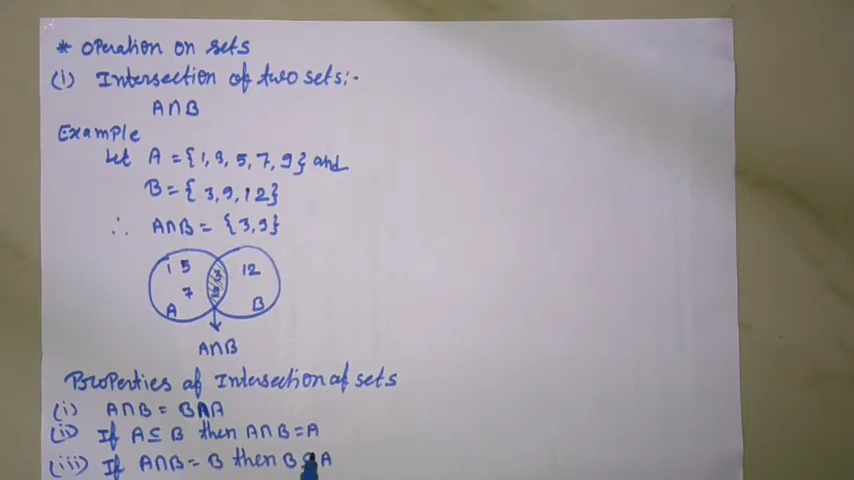 * Operation on sets
(i) Intersection of two sets:-
A∩B
Example
Let A = {1, 3, 5, 7, 9} and
B = { 3, 9, 12}
∴ A∩B = {3, 9}
1 5 3 12
7 9
A B
A∩B
Properties of Intersection of sets
(i) A∩B = B∩A
(ii) If A ⊆ B then A∩B = A
(iii) If A∩B = B then B A